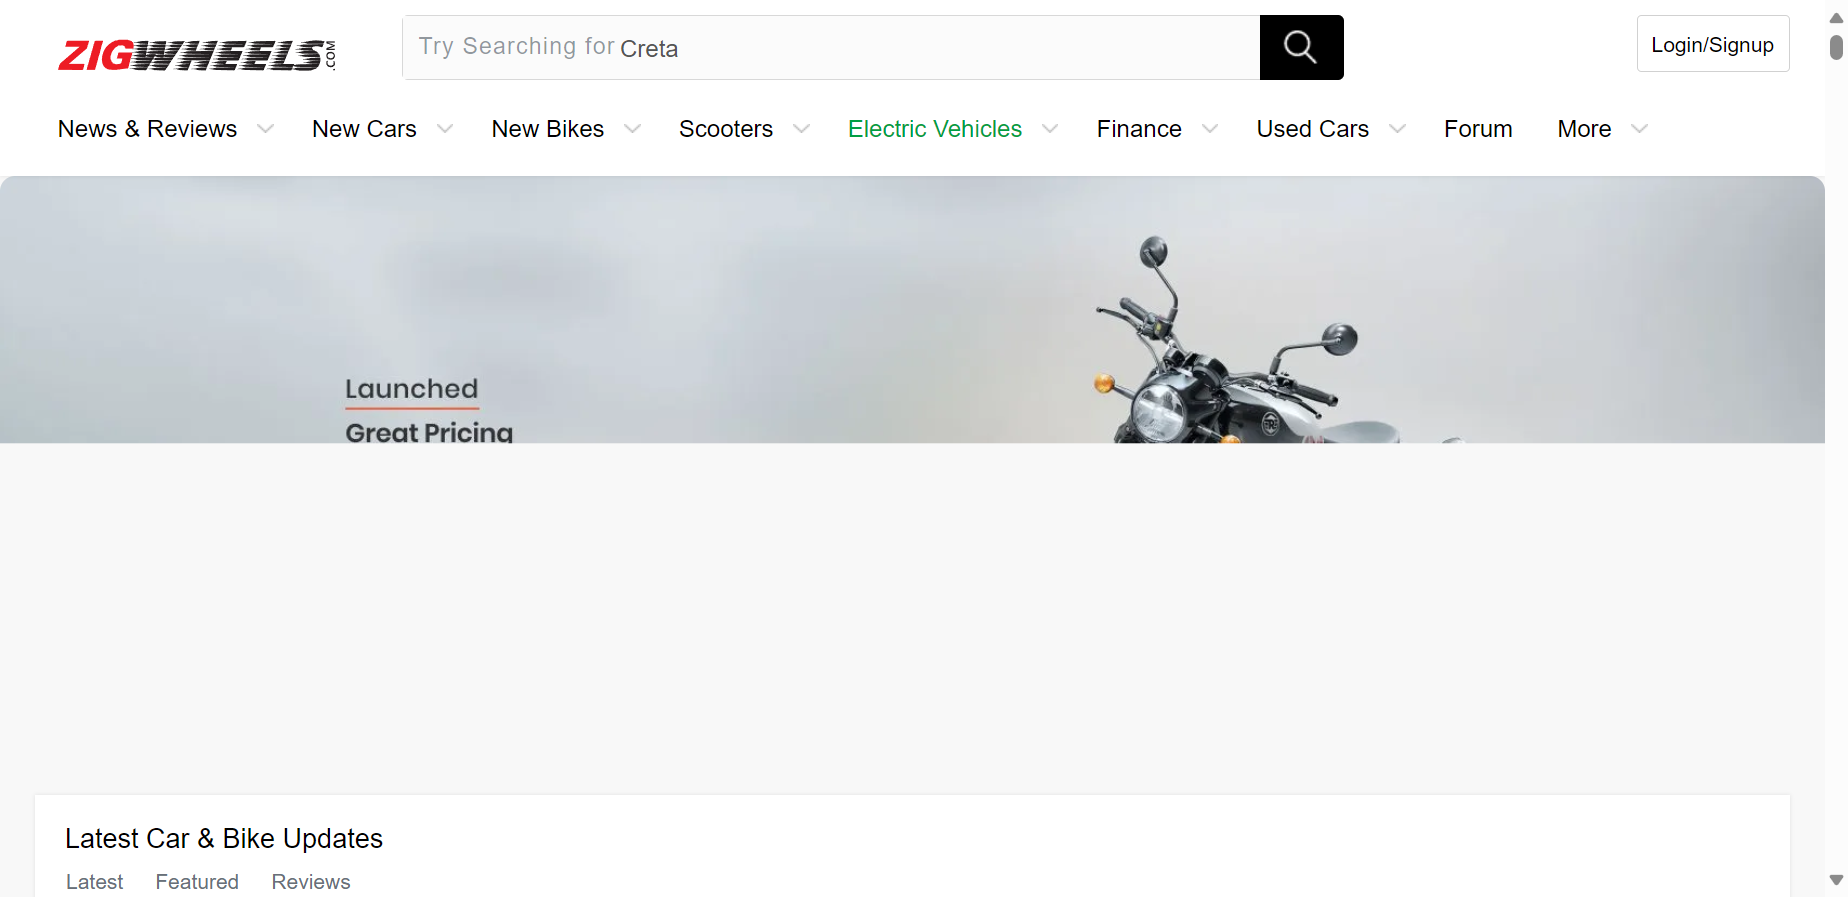 ZIGWHEELS.COM
Try Searching for Creta
Login/Signup
News & Reviews
New Cars
New Bikes
Scooters
Electric Vehicles
Finance
Used Cars
Forum
More
Launched
Great Pricing
Latest Car & Bike Updates
Latest
Featured
Reviews